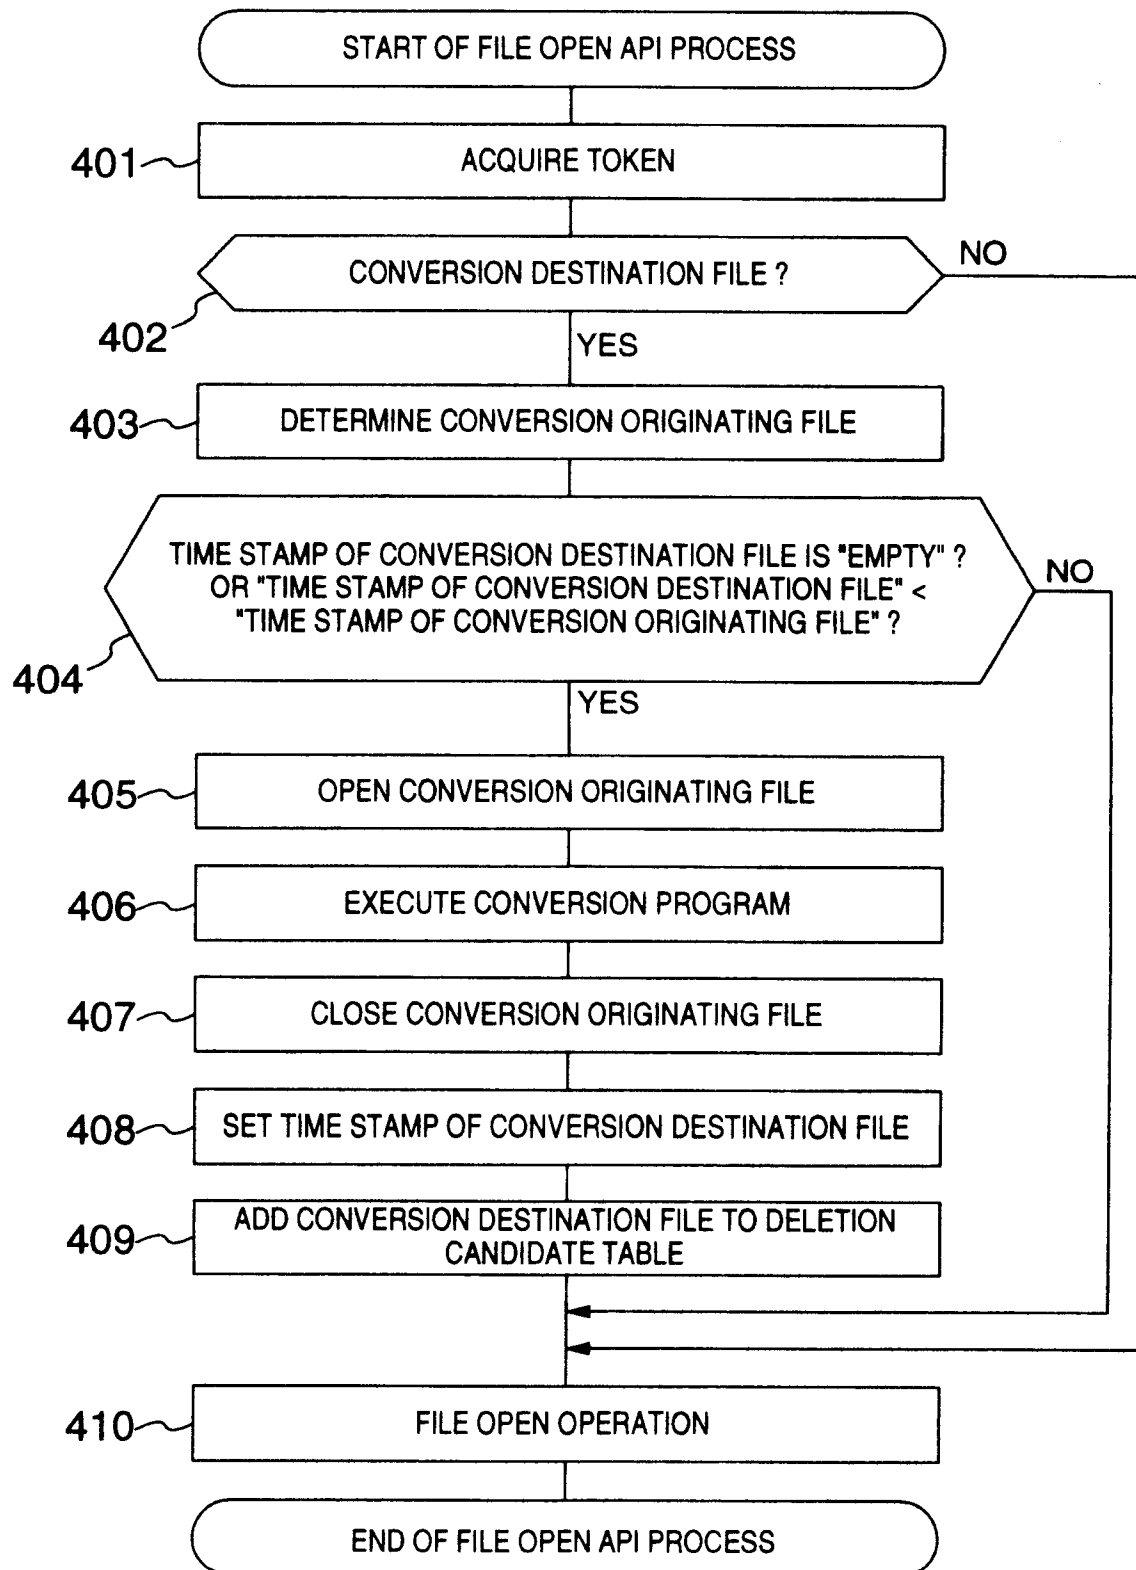 START OF FILE OPEN API PROCESS
401
ACQUIRE TOKEN
CONVERSION DESTINATION FILE ?
NO
402
YES
403
DETERMINE CONVERSION ORIGINATING FILE
TIME STAMP OF CONVERSION DESTINATION FILE IS "EMPTY" ?
OR "TIME STAMP OF CONVERSION DESTINATION FILE" <
"TIME STAMP OF CONVERSION ORIGINATING FILE" ?
NO
404
YES
405
OPEN CONVERSION ORIGINATING FILE
406
EXECUTE CONVERSION PROGRAM
407
CLOSE CONVERSION ORIGINATING FILE
408
SET TIME STAMP OF CONVERSION DESTINATION FILE
409
ADD CONVERSION DESTINATION FILE TO DELETION
CANDIDATE TABLE
410
FILE OPEN OPERATION
END OF FILE OPEN API PROCESS